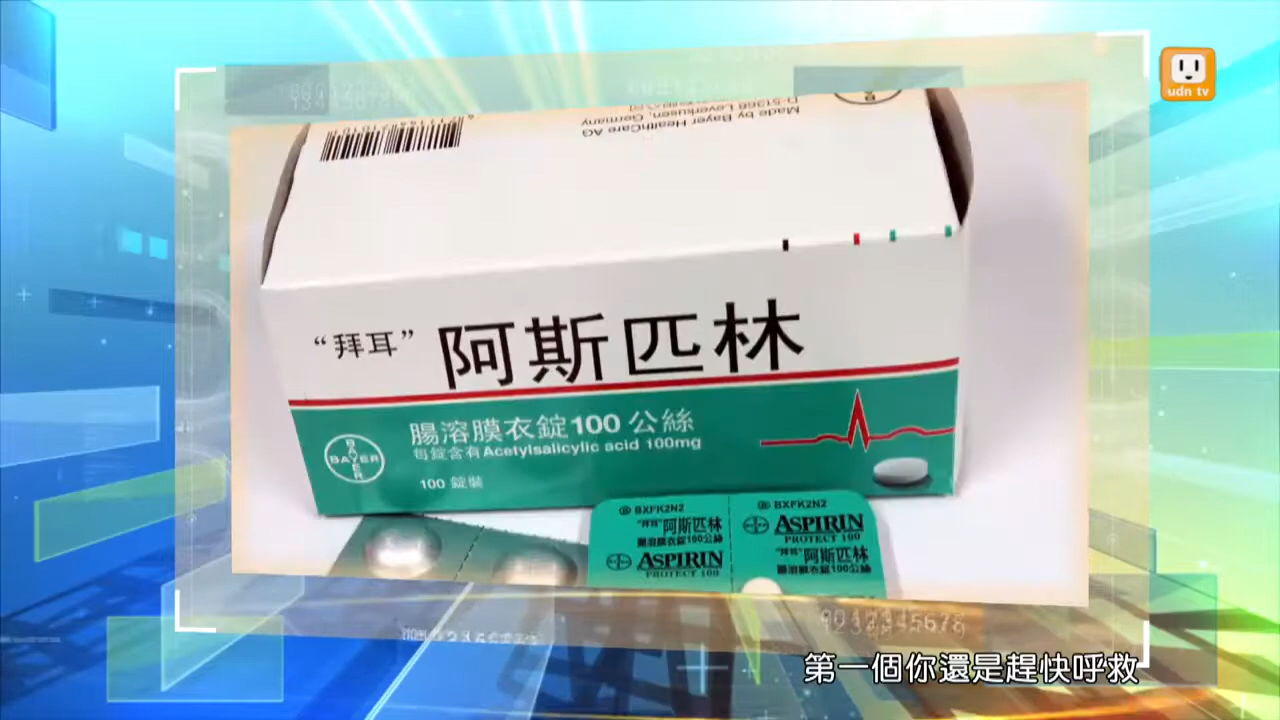 udn tv
Made by Bayer HealthCare AG
D-51368 Leverkusen, Germany
“拜耳” 阿斯匹林
腸溶膜衣錠100公絲
每錠含有Acetylsalicylic acid 100mg
100 錠裝
BAYER
BAYER
BXFK2N2
“拜耳”阿斯匹林
腸溶膜衣錠100公絲
ASPIRIN
PROTECT 100
BXFK2N2
ASPIRIN
PROTECT 100
“拜耳”阿斯匹林
腸溶膜衣錠100公絲
第一個你還是趕快呼救